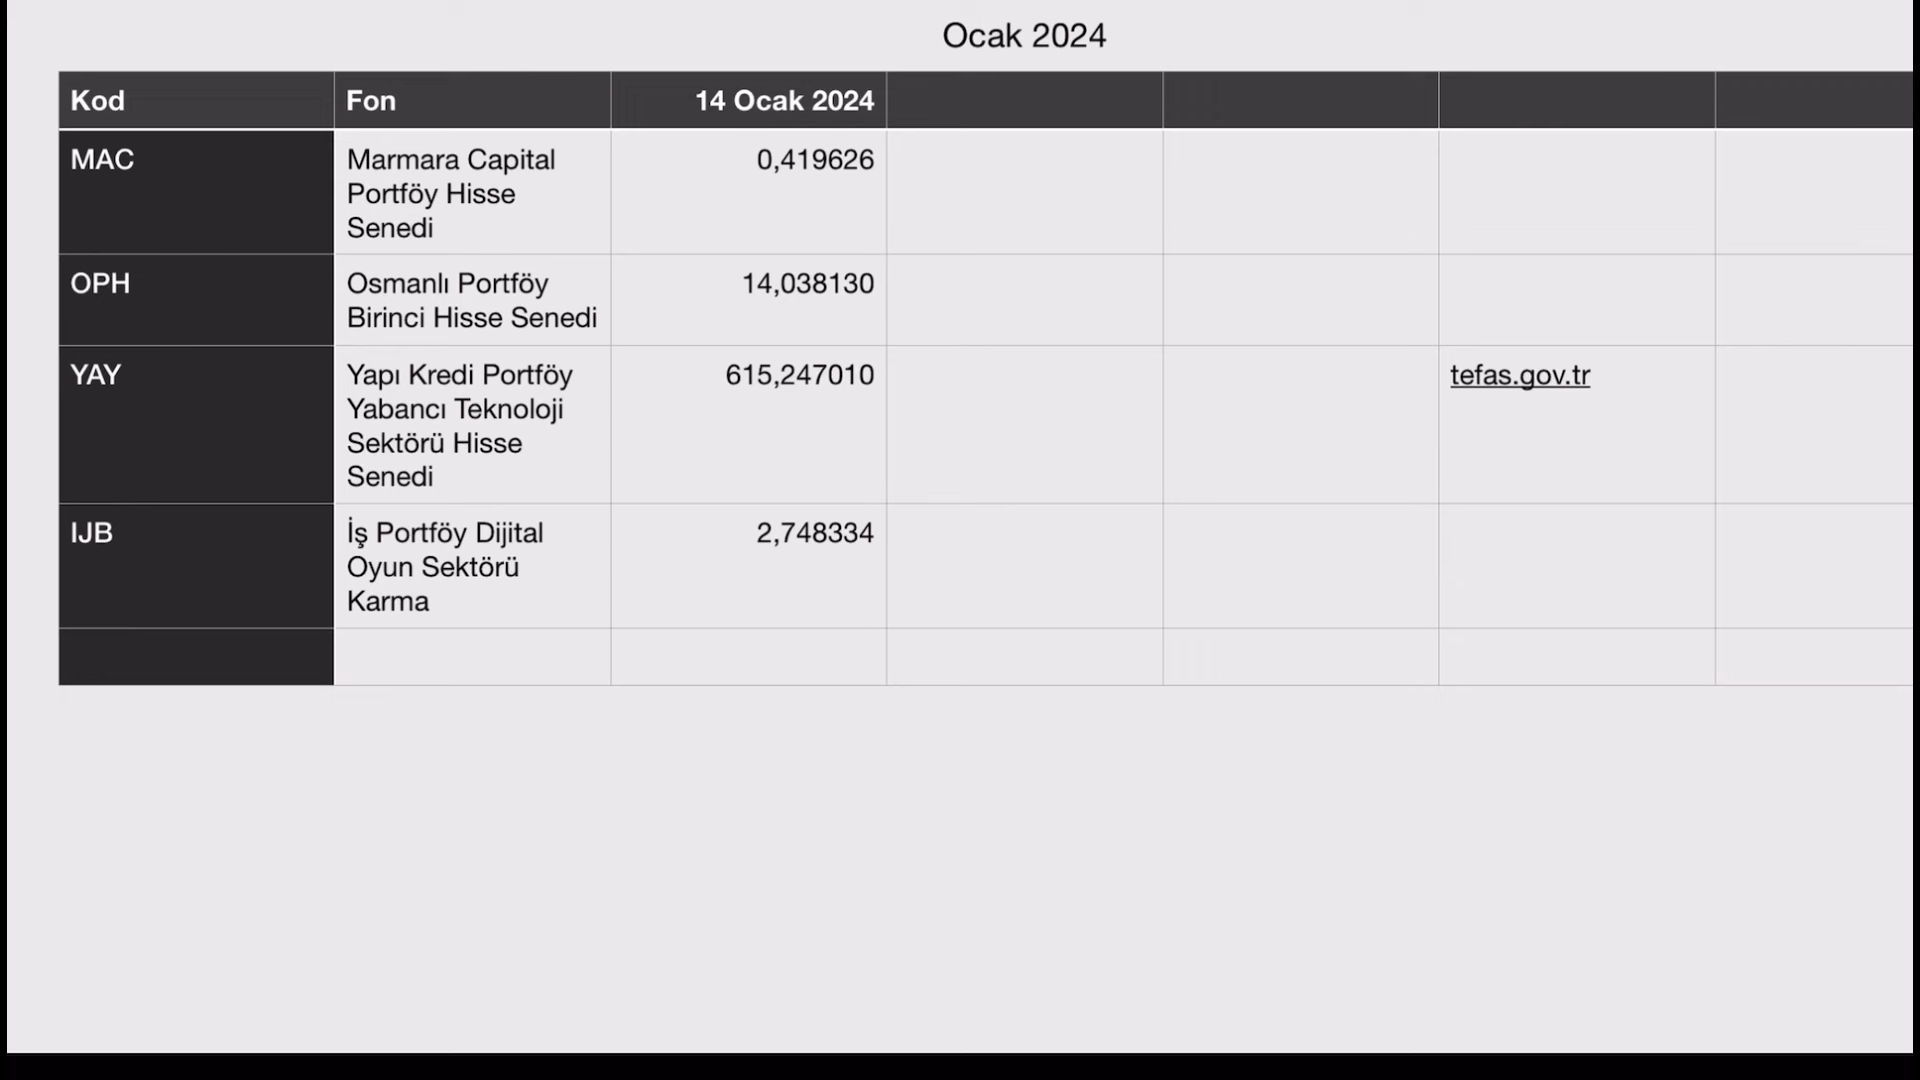 Ocak 2024
Kod Fon 14 Ocak 2024
MAC Marmara Capital 0,419626
Portföy Hisse
Senedi
OPH Osmanlı Portföy 14,038130
Birinci Hisse Senedi
YAY Yapı Kredi Portföy 615,247010 tefas.gov.tr
Yabancı Teknoloji
Sektörü Hisse
Senedi
IJB İş Portföy Dijital 2,748334
Oyun Sektörü
Karma